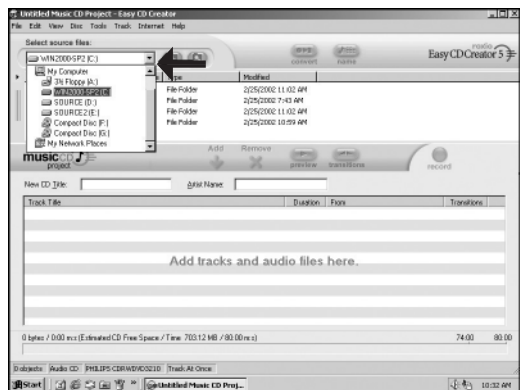 Untitled Music CD Project - Easy CD Creator
File Edit View Disc Tools Track Internet Help
Select source files:
WIN2000-SP2 (C:)
convert name
roxio
Easy CD Creator 5
My Computer
3½ Floppy (A:)
WIN2000-SP2 (C:)
SOURCE (D:)
SOURCE2 (E:)
Compact Disc (F:)
Compact Disc (G:)
My Network Places
Type Modified
File Folder 2/25/2002 11:02 AM
File Folder 2/25/2002 7:43 AM
File Folder 2/25/2002 11:02 AM
File Folder 2/25/2002 10:59 AM
musicCD
project
Add Remove
preview transitions
record
New CD Title: Artist Name:
Track Title Duration From Transitions
Add tracks and audio files here.
0 bytes / 0:00 m:s (Estimated CD Free Space / Time 703.12 MB / 80:00 m:s) 74:00 80:00
0 objects Audio CD PHILIPS CDRWDVD3210 Track At Once
Start Untitled Music CD Proj... 10:32 AM